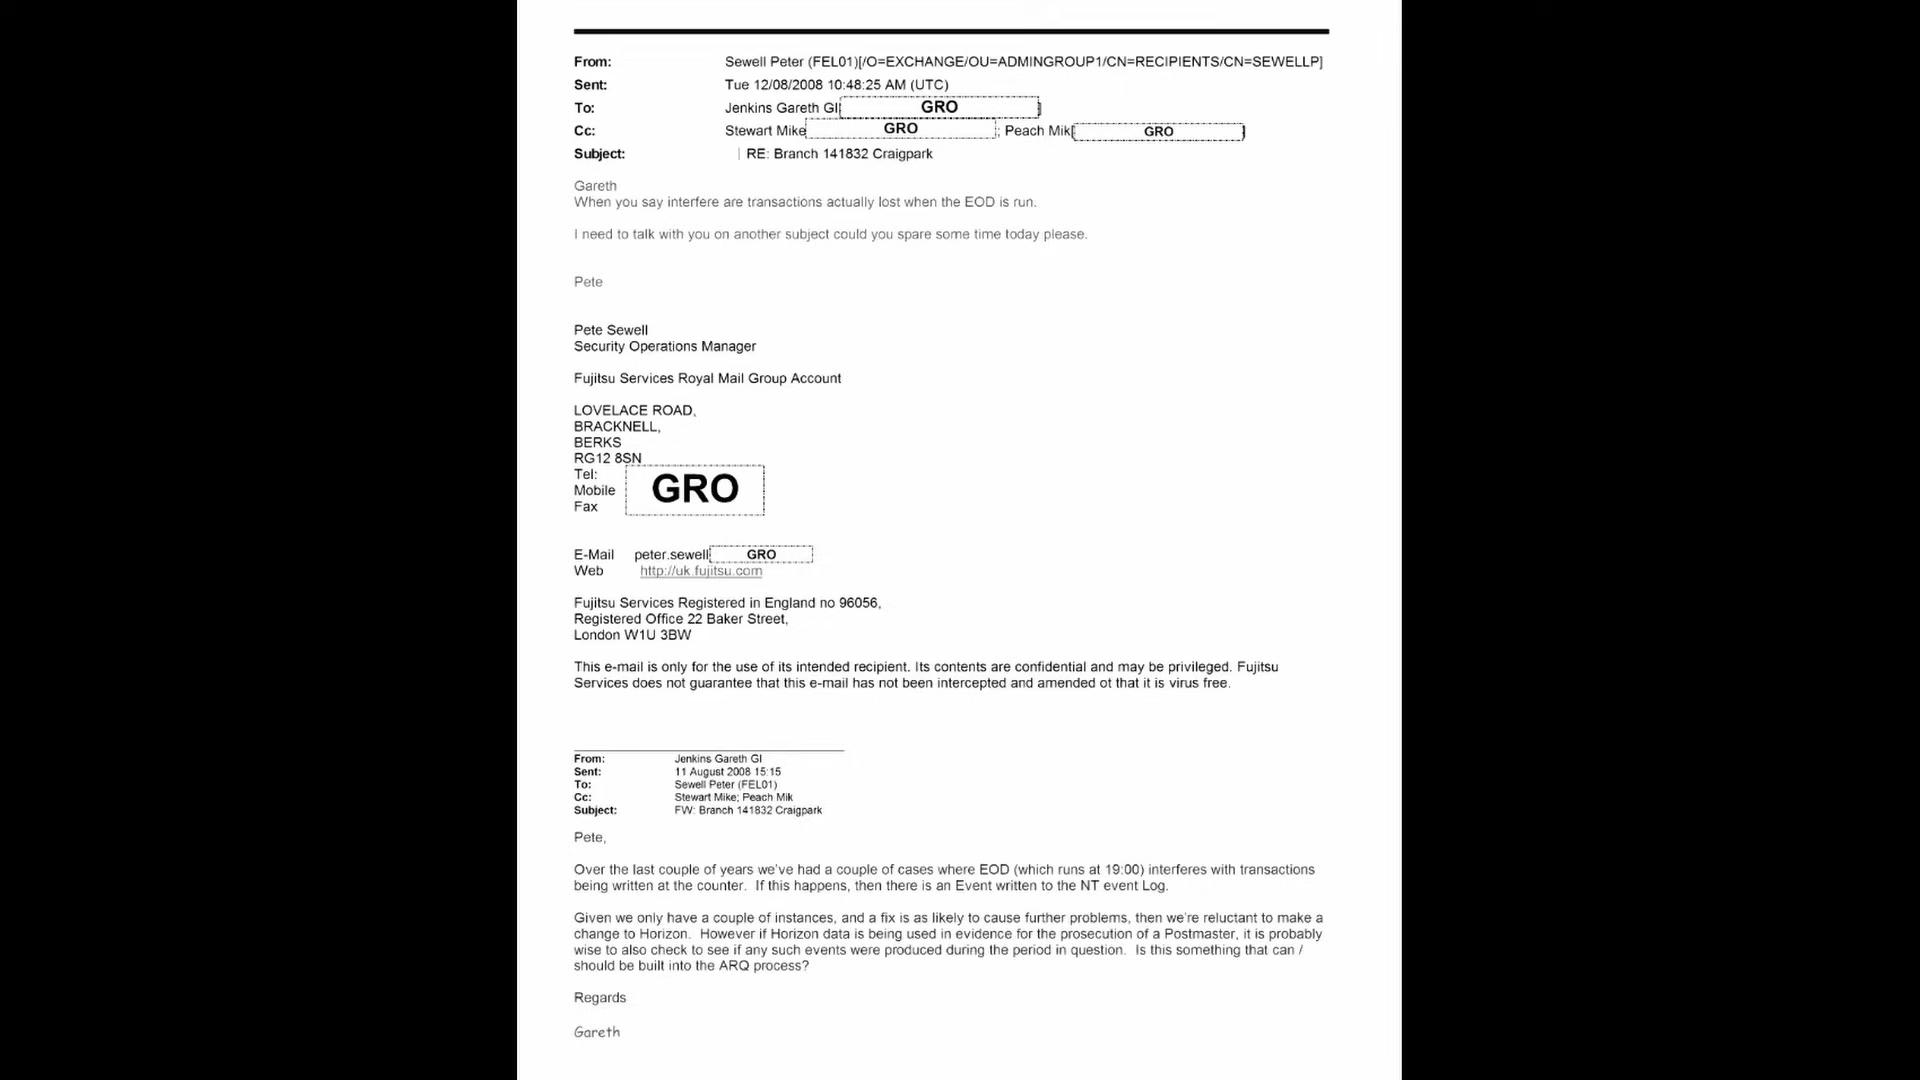 From: Sewell Peter (FEL01)[/O=EXCHANGE/OU=ADMINGROUP1/CN=RECIPIENTS/CN=SEWELLP]
Sent: Tue 12/08/2008 10:48:25 AM (UTC)
To: Jenkins Gareth GI GRO
Cc: Stewart Mike GRO ; Peach Mik GRO
Subject: RE: Branch 141832 Craigpark
Gareth
When you say interfere are transactions actually lost when the EOD is run.
I need to talk with you on another subject could you spare some time today please.
Pete
Pete Sewell
Security Operations Manager
Fujitsu Services Royal Mail Group Account
LOVELACE ROAD,
BRACKNELL,
BERKS
RG12 8SN
Tel:
Mobile GRO
Fax
E-Mail peter.sewell GRO
Web http://uk.fujitsu.com
Fujitsu Services Registered in England no 96056,
Registered Office 22 Baker Street,
London W1U 3BW
This e-mail is only for the use of its intended recipient. Its contents are confidential and may be privileged. Fujitsu
Services does not guarantee that this e-mail has not been intercepted and amended ot that it is virus free.
From: Jenkins Gareth GI
Sent: 11 August 2008 15:15
To: Sewell Peter (FEL01)
Cc: Stewart Mike; Peach Mik
Subject: FW: Branch 141832 Craigpark
Pete,
Over the last couple of years we've had a couple of cases where EOD (which runs at 19:00) interferes with transactions
being written at the counter. If this happens, then there is an Event written to the NT event Log.
Given we only have a couple of instances, and a fix is as likely to cause further problems, then we're reluctant to make a
change to Horizon. However if Horizon data is being used in evidence for the prosecution of a Postmaster, it is probably
wise to also check to see if any such events were produced during the period in question. Is this something that can /
should be built into the ARQ process?
Regards
Gareth